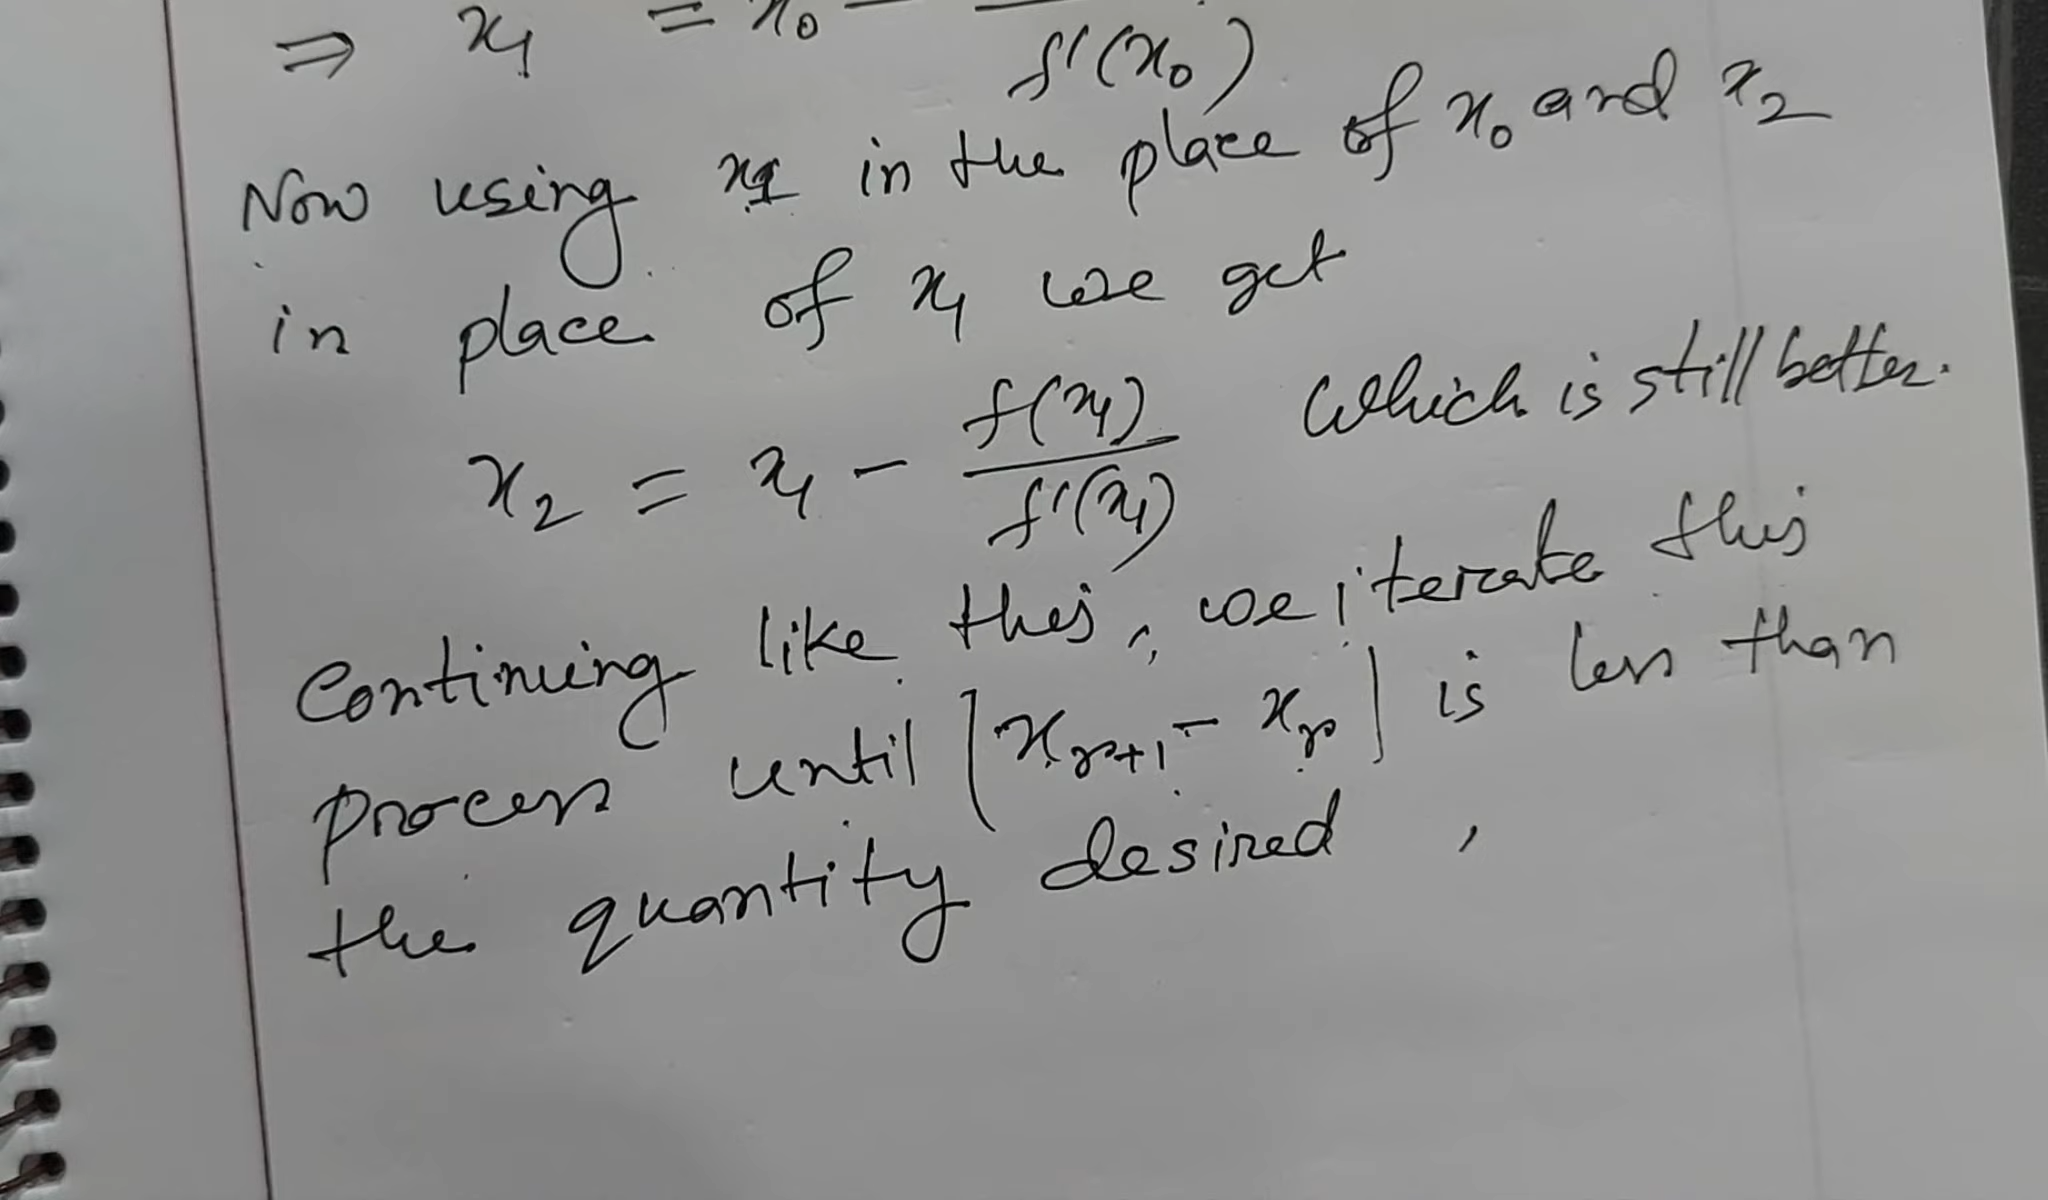 ⇒ x₁ = x₀ — f'(x₀)
Now using x₁ in the place of x₀ and x₂
in place of x₁ we get
x₂ = x₁ - f(x₁) / f'(x₁) which is still better.
Continuing like this, we iterate this
process until |xᵣ₊₁ - xᵣ| is less than
the quantity desired,